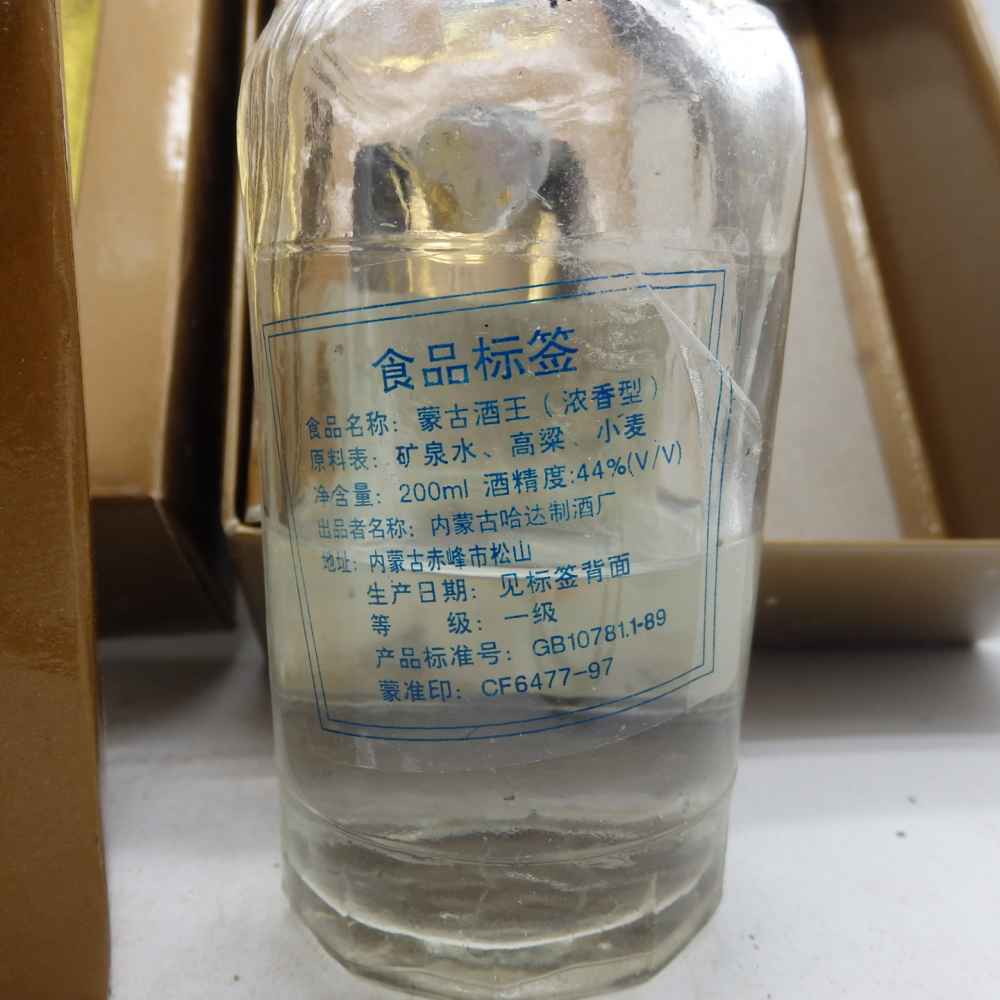 食品标签
食品名称：蒙古酒王（浓香型）
原料表：矿泉水、高粱、小麦
净含量：200ml 酒精度:44%(V/V)
出品者名称：内蒙古哈达制酒厂
地址：内蒙古赤峰市松山
生产日期：见标签背面
等 级：一级
产品标准号：GB10781.1-89
蒙准印：CF6477-97